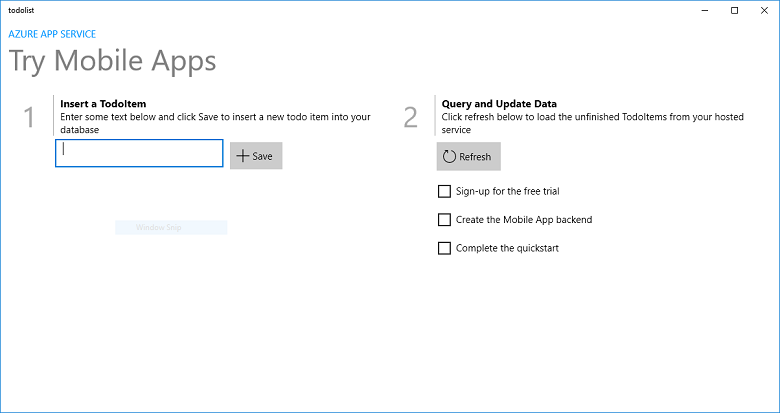 todolist
AZURE APP SERVICE
Try Mobile Apps
1
Insert a TodoItem
Enter some text below and click Save to insert a new todo item into your
database
Save
Window Snip
2
Query and Update Data
Click refresh below to load the unfinished TodoItems from your hosted
service
Refresh
Sign-up for the free trial
Create the Mobile App backend
Complete the quickstart